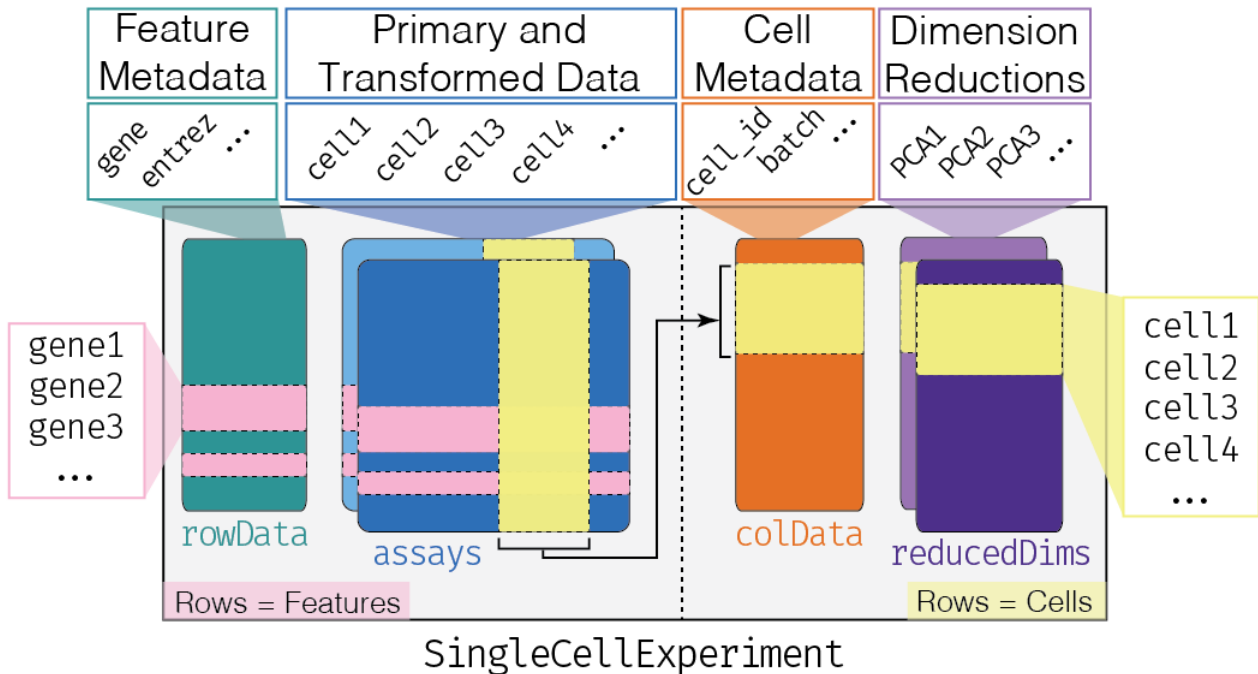 Feature
Metadata
Primary and
Transformed Data
Cell
Metadata
Dimension
Reductions
gene
entrez
...
cell1
cell2
cell3
cell4
...
cell_id
batch
...
PCA1
PCA2
PCA3
...
gene1
gene2
gene3
...
cell1
cell2
cell3
cell4
...
rowData
assays
colData
reducedDims
Rows = Features
Rows = Cells
SingleCellExperiment